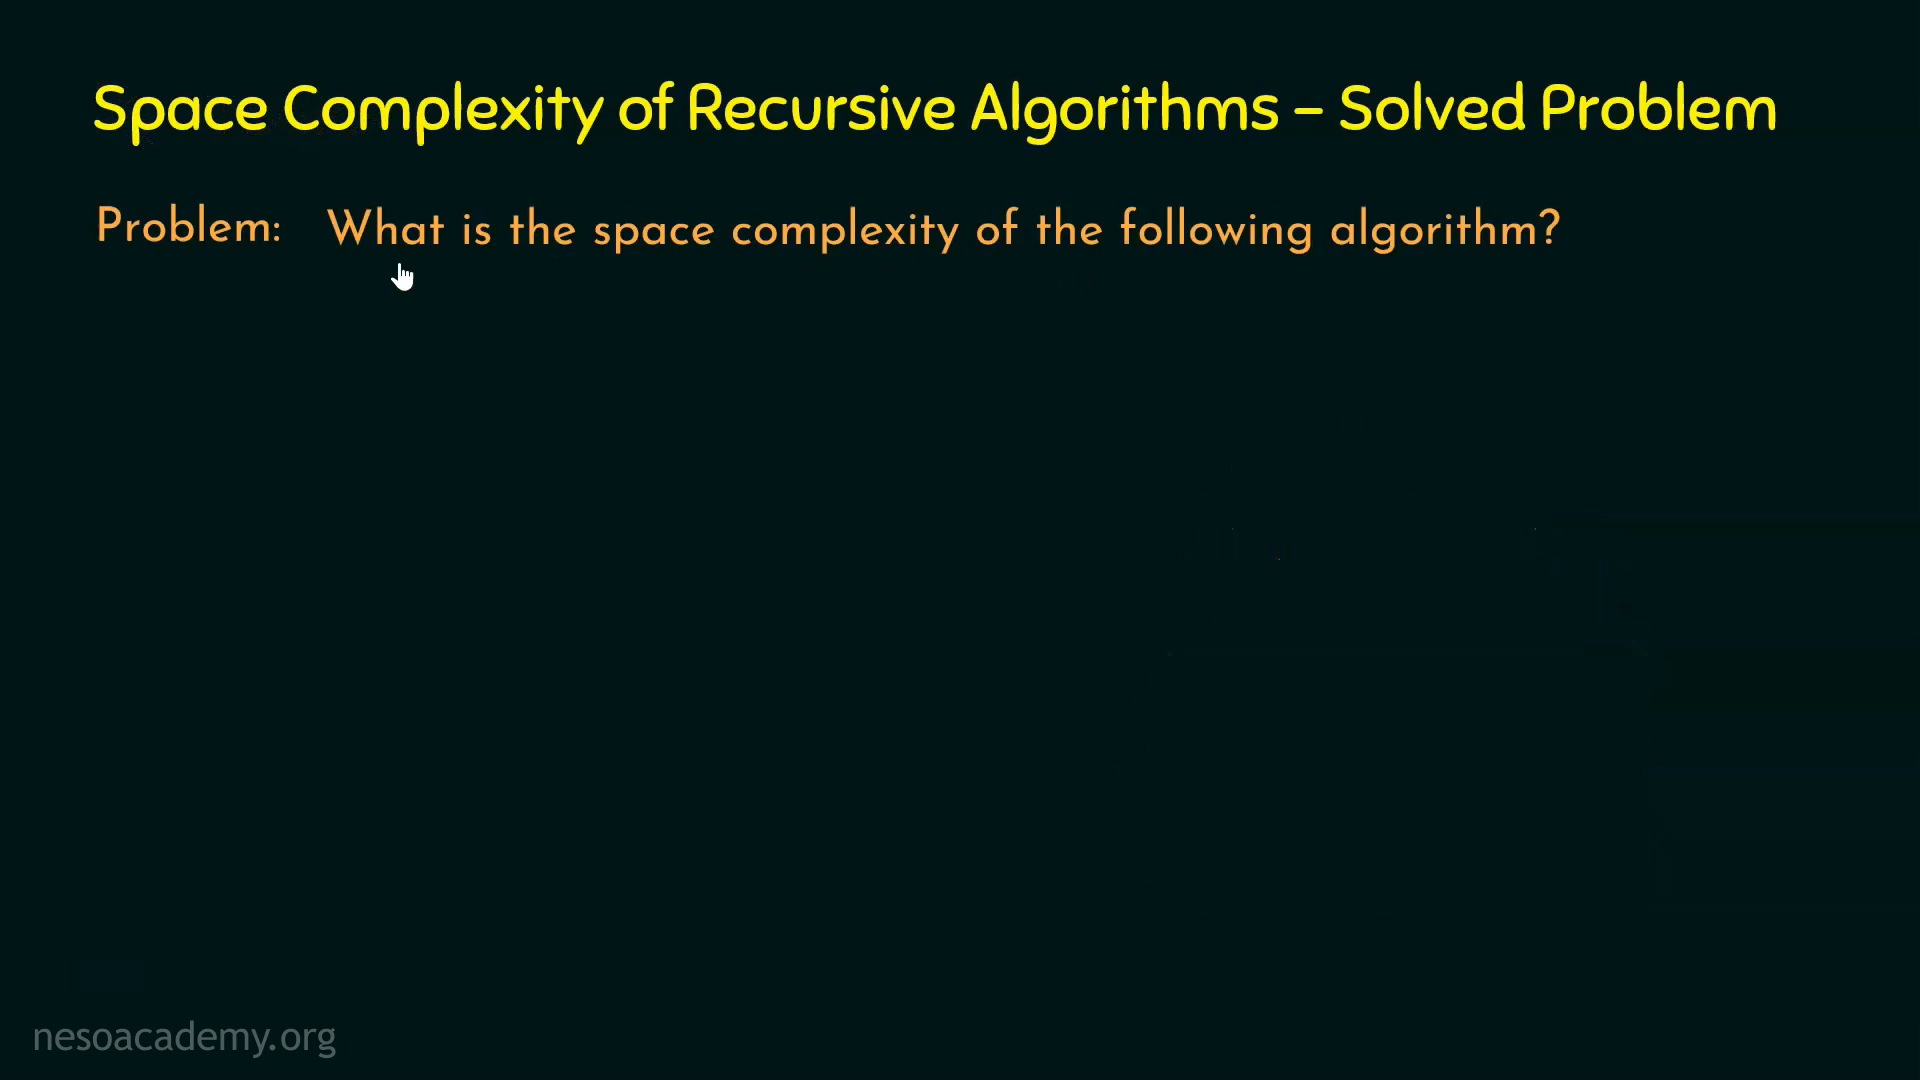 Space Complexity of Recursive Algorithms – Solved Problem
Problem: What is the space complexity of the following algorithm?
nesoacademy.org